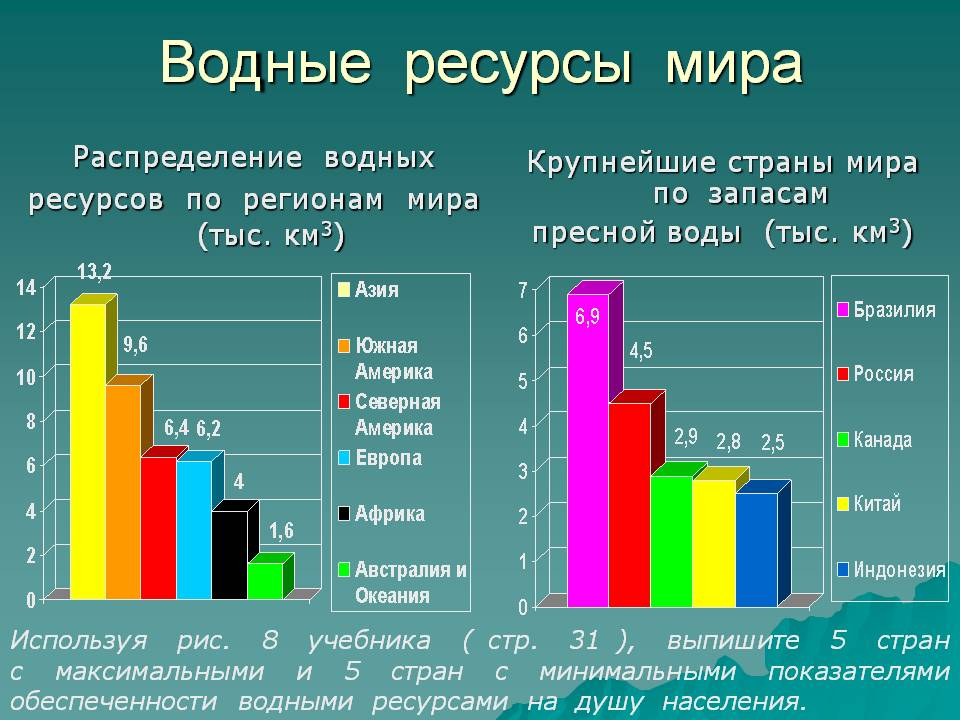 Водные ресурсы мира
Распределение водных
ресурсов по регионам мира
(тыс. км³)
13,2
9,6
6,4
6,2
4
1,6
14
12
10
8
6
4
2
0
Азия
Южная
Америка
Северная
Америка
Европа
Африка
Австралия и
Океания
Крупнейшие страны мира
по запасам
пресной воды (тыс. км³)
6,9
4,5
2,9
2,8
2,5
7
6
5
4
3
2
1
0
Бразилия
Россия
Канада
Китай
Индонезия
Используя рис. 8 учебника ( стр. 31 ), выпишите 5 стран
с максимальными и 5 стран с минимальными показателями
обеспеченности водными ресурсами на душу населения.